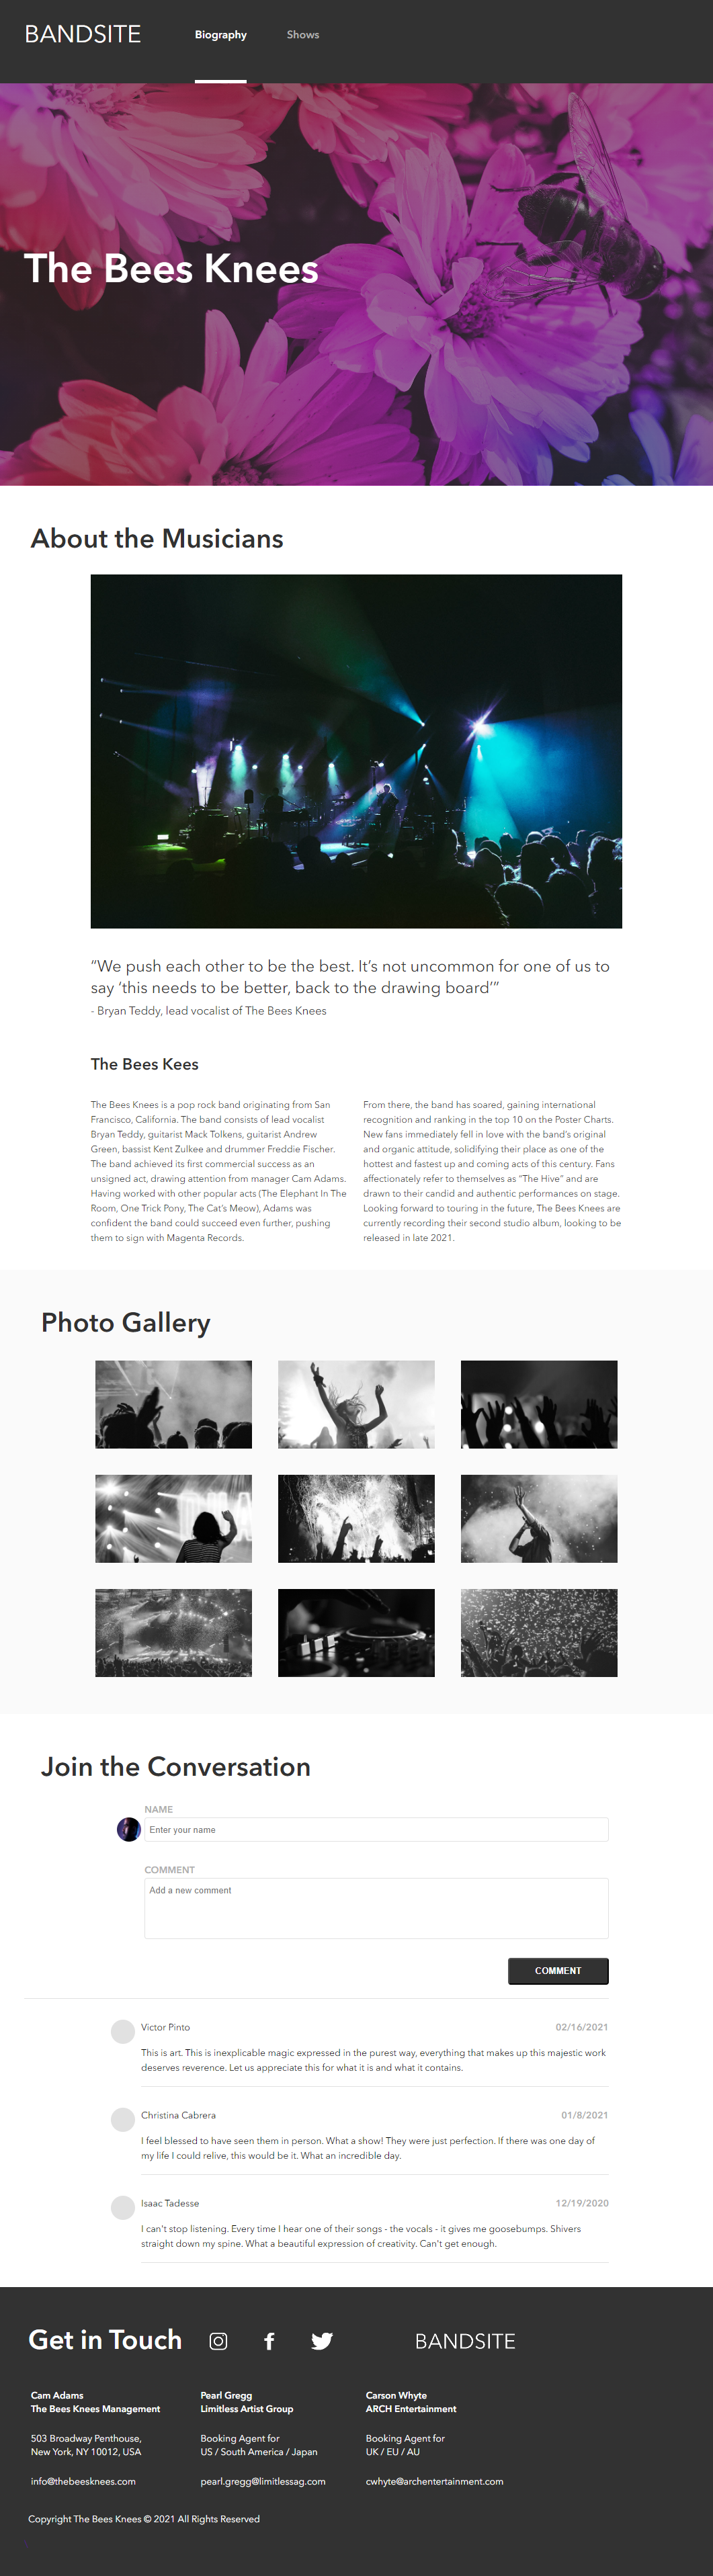 BANDSITE
Biography
Shows
The Bees Knees
About the Musicians
“We push each other to be the best. It’s not uncommon for one of us to
say ‘this needs to be better, back to the drawing board’”
- Bryan Teddy, lead vocalist of The Bees Knees
The Bees Kees
The Bees Knees is a pop rock band originating from San
Francisco, California. The band consists of lead vocalist
Bryan Teddy, guitarist Mack Tolkens, guitarist Andrew
Green, bassist Kent Zulkee and drummer Freddie Fischer.
The band achieved its first commercial success as an
unsigned act, drawing attention from manager Cam Adams.
Having worked with other popular acts (The Elephant In The
Room, One Trick Pony, The Cat’s Meow), Adams was
confident the band could succeed even further, pushing
them to sign with Magenta Records.
From there, the band has soared, gaining international
recognition and ranking in the top 10 on the Poster Charts.
New fans immediately fell in love with the band’s original
and organic attitude, solidifying their place as one of the
hottest and fastest up and coming acts of this century. Fans
affectionately refer to themselves as “The Hive” and are
drawn to their candid and authentic performances on stage.
Looking forward to touring in the future, The Bees Knees are
currently recording their second studio album, looking to be
released in late 2021.
Photo Gallery
Join the Conversation
NAME
Enter your name
COMMENT
Add a new comment
COMMENT
Victor Pinto
02/16/2021
This is art. This is inexplicable magic expressed in the purest way, everything that makes up this majestic work
deserves reverence. Let us appreciate this for what it is and what it contains.
Christina Cabrera
01/8/2021
I feel blessed to have seen them in person. What a show! They were just perfection. If there was one day of
my life I could relive, this would be it. What an incredible day.
Isaac Tadesse
12/19/2020
I can't stop listening. Every time I hear one of their songs - the vocals - it gives me goosebumps. Shivers
straight down my spine. What a beautiful expression of creativity. Can't get enough.
Get in Touch
BANDSITE
Cam Adams
The Bees Knees Management
503 Broadway Penthouse,
New York, NY 10012, USA
info@thebeesknees.com
Pearl Gregg
Limitless Artist Group
Booking Agent for
US / South America / Japan
pearl.gregg@limitlessag.com
Carson Whyte
ARCH Entertainment
Booking Agent for
UK / EU / AU
cwhyte@archentertainment.com
Copyright The Bees Knees © 2021 All Rights Reserved